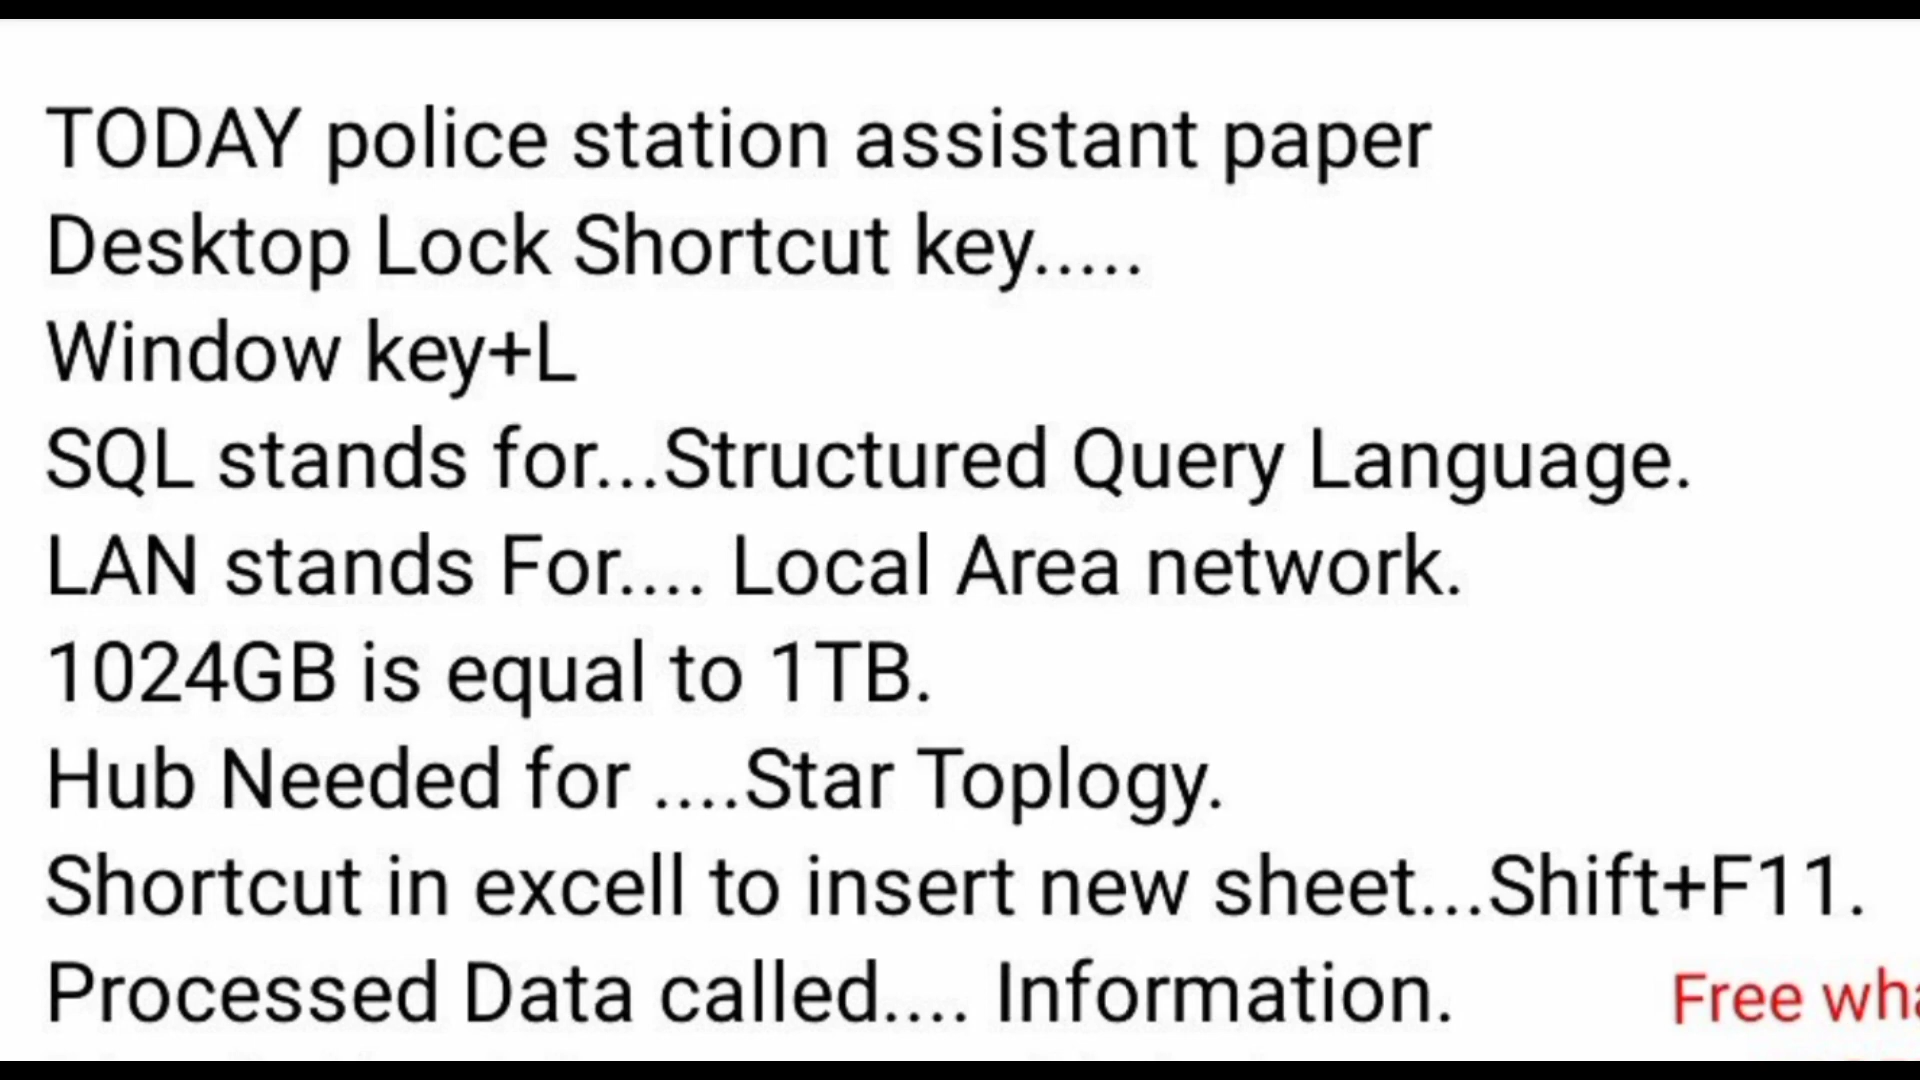 TODAY police station assistant paper
Desktop Lock Shortcut key.....
Window key+L
SQL stands for...Structured Query Language.
LAN stands For.... Local Area network.
1024GB is equal to 1TB.
Hub Needed for ....Star Toplogy.
Shortcut in excell to insert new sheet...Shift+F11.
Processed Data called.... Information.
Free